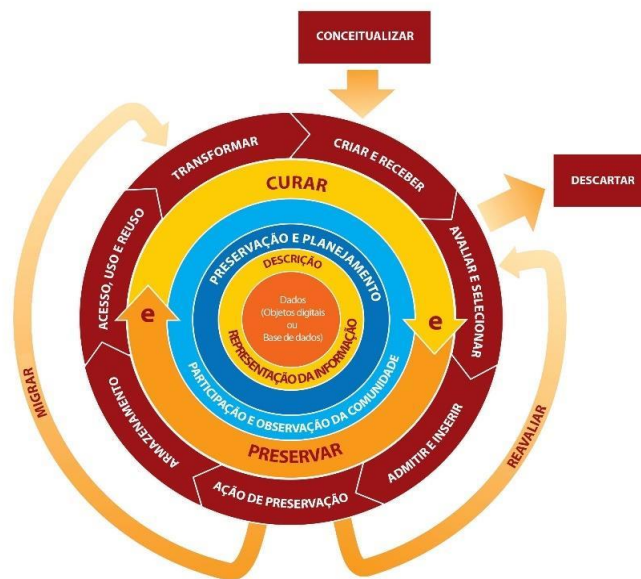 CONCEITUALIZAR
DESCARTAR
CRIAR E RECEBER
AVALIAR E SELECIONAR
ADMITIR E INSERIR
AÇÃO DE PRESERVAÇÃO
ARMAZENAMENTO
ACESSO, USO E REUSO
TRANSFORMAR
MIGRAR
REAVALIAR
CURAR
e
PRESERVAR
e
PARTICIPAÇÃO E OBSERVAÇÃO DA COMUNIDADE
PRESERVAÇÃO E PLANEJAMENTO
DESCRIÇÃO
REPRESENTAÇÃO DA INFORMAÇÃO
Dados
(Objetos digitais
ou
Base de dados)